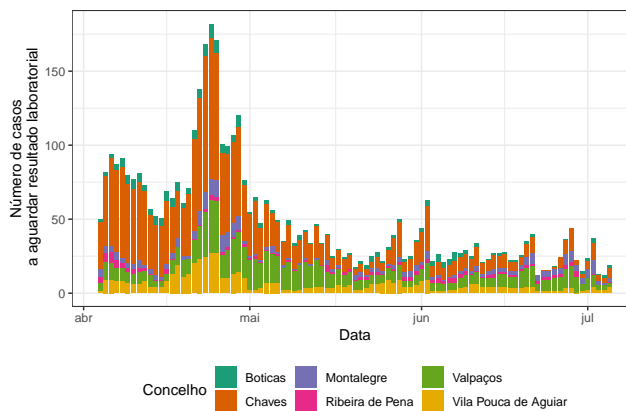 Número de casos
a aguardar resultado laboratorial
150
100
50
0
abr
mai
jun
jul
Data
Concelho
Boticas
Montalegre
Valpaços
Chaves
Ribeira de Pena
Vila Pouca de Aguiar